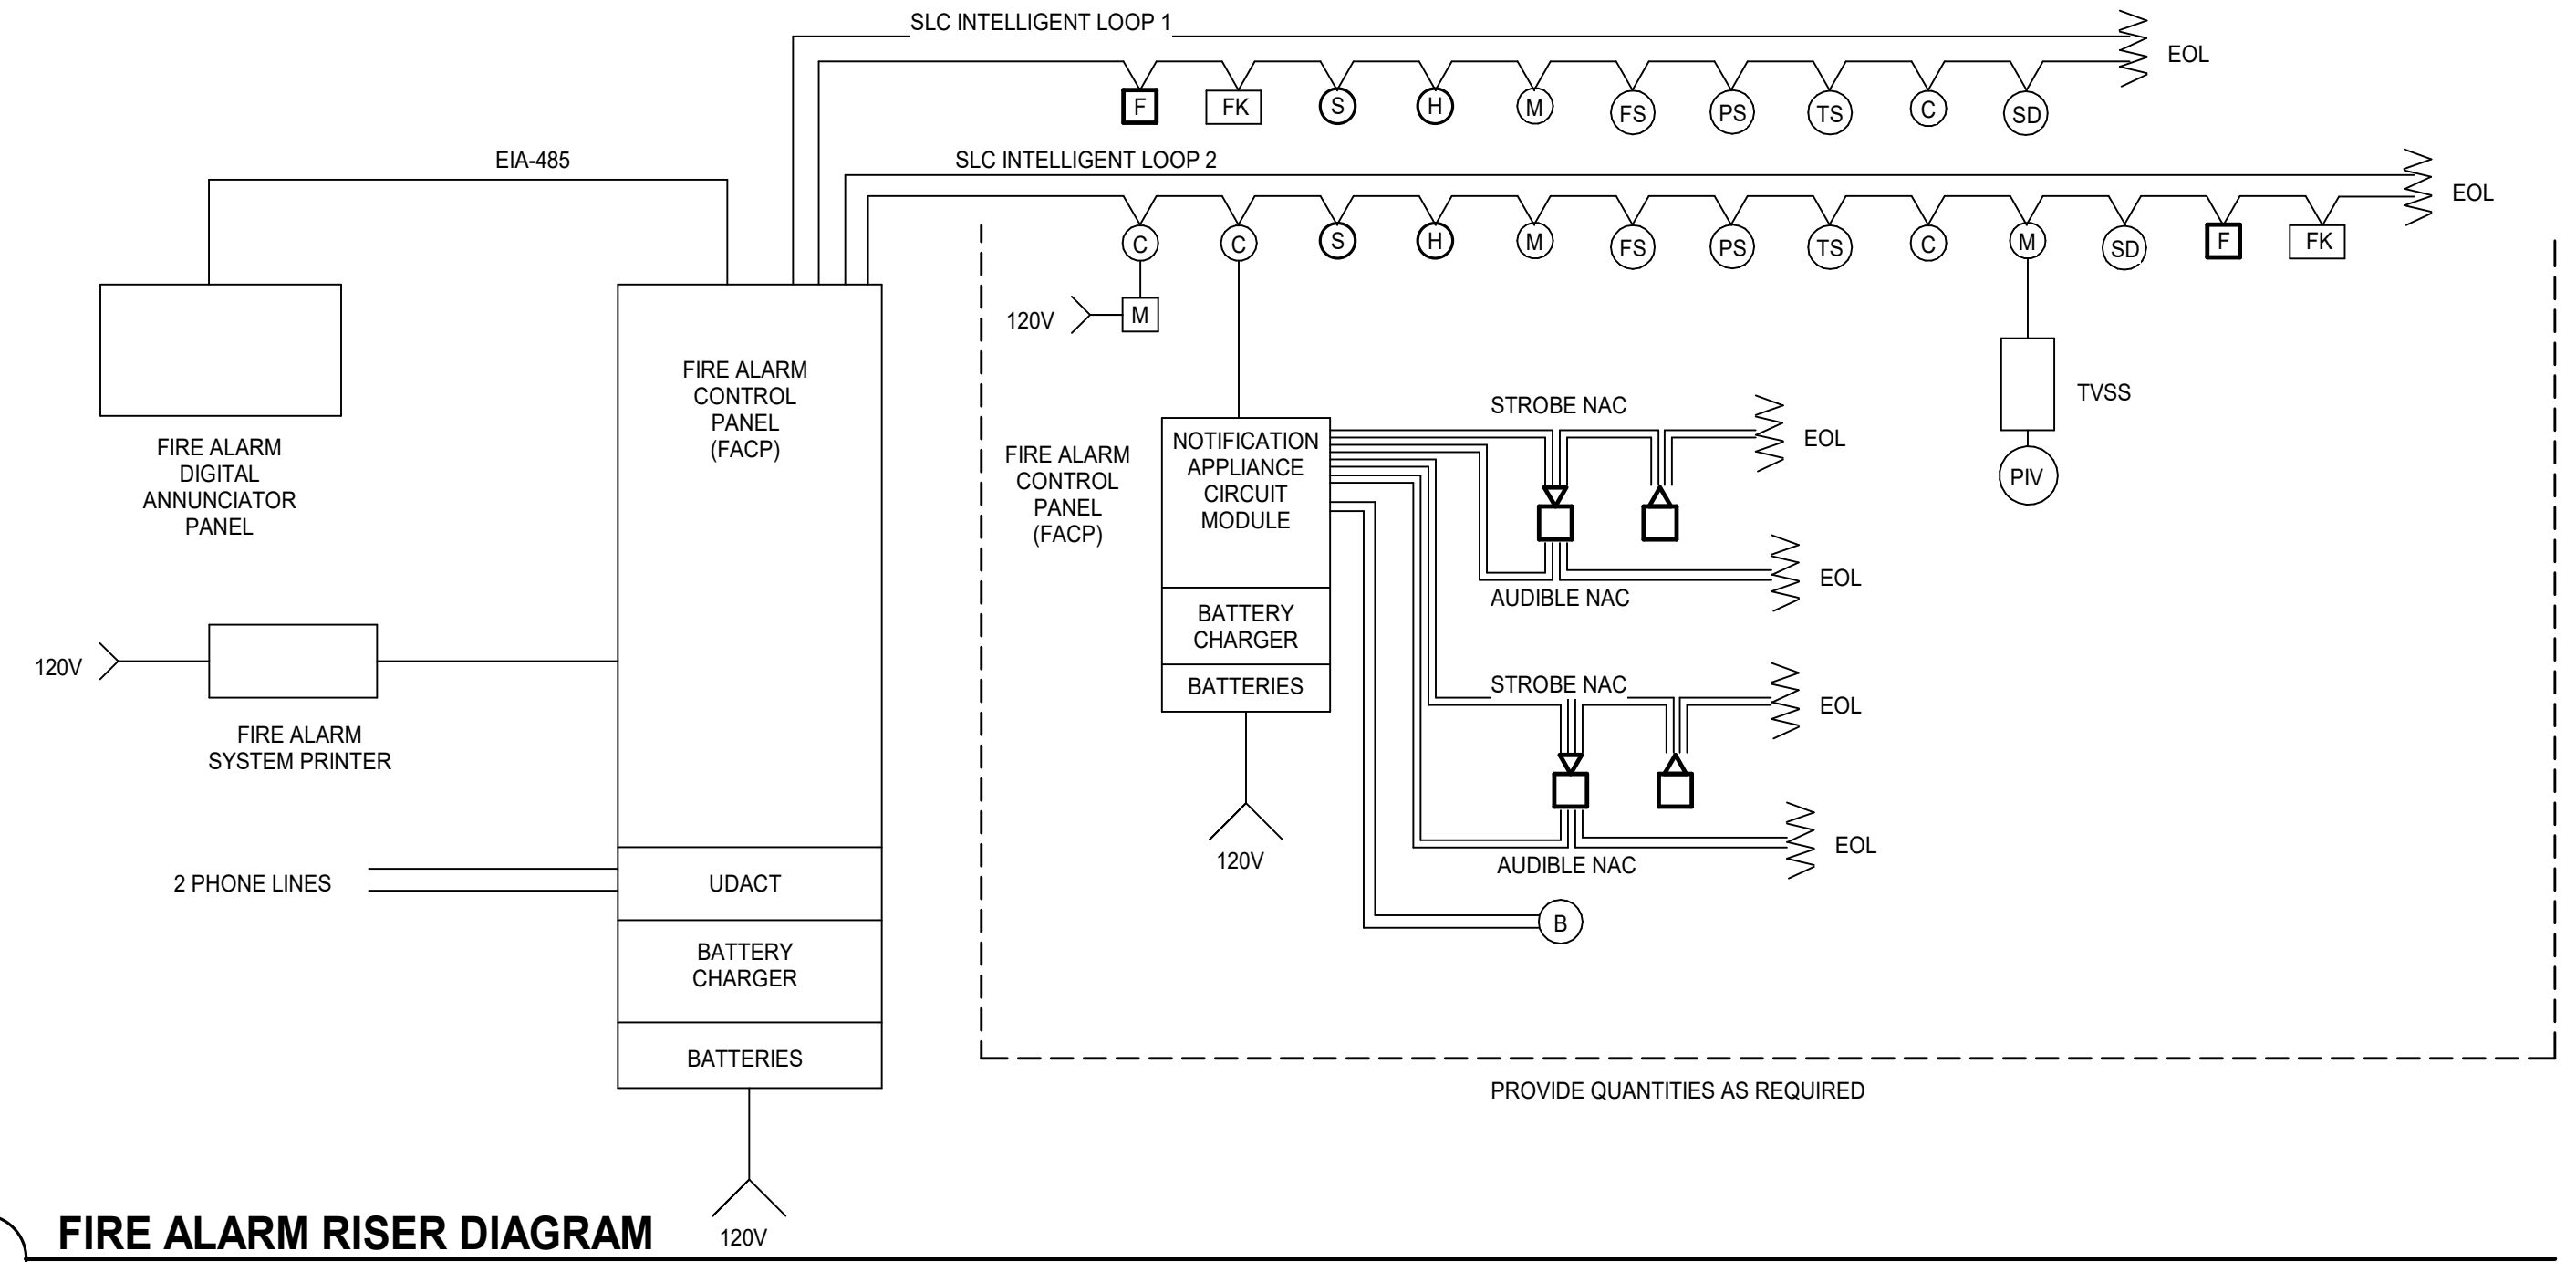 SLC INTELLIGENT LOOP 1
EOL
F FK S H M FS PS TS C SD
EIA-485
SLC INTELLIGENT LOOP 2
EOL
C C S H M FS PS TS C M SD F FK
120V M
FIRE ALARM
CONTROL
PANEL
(FACP)
FIRE ALARM
DIGITAL
ANNUNCIATOR
PANEL
FIRE ALARM
CONTROL
PANEL
(FACP)
NOTIFICATION
APPLIANCE
CIRCUIT
MODULE
BATTERY
CHARGER
BATTERIES
120V
STROBE NAC
EOL
EOL
AUDIBLE NAC
STROBE NAC
EOL
EOL
AUDIBLE NAC
B
TVSS
PIV
120V
FIRE ALARM
SYSTEM PRINTER
2 PHONE LINES
UDACT
BATTERY
CHARGER
BATTERIES
120V
PROVIDE QUANTITIES AS REQUIRED
FIRE ALARM RISER DIAGRAM